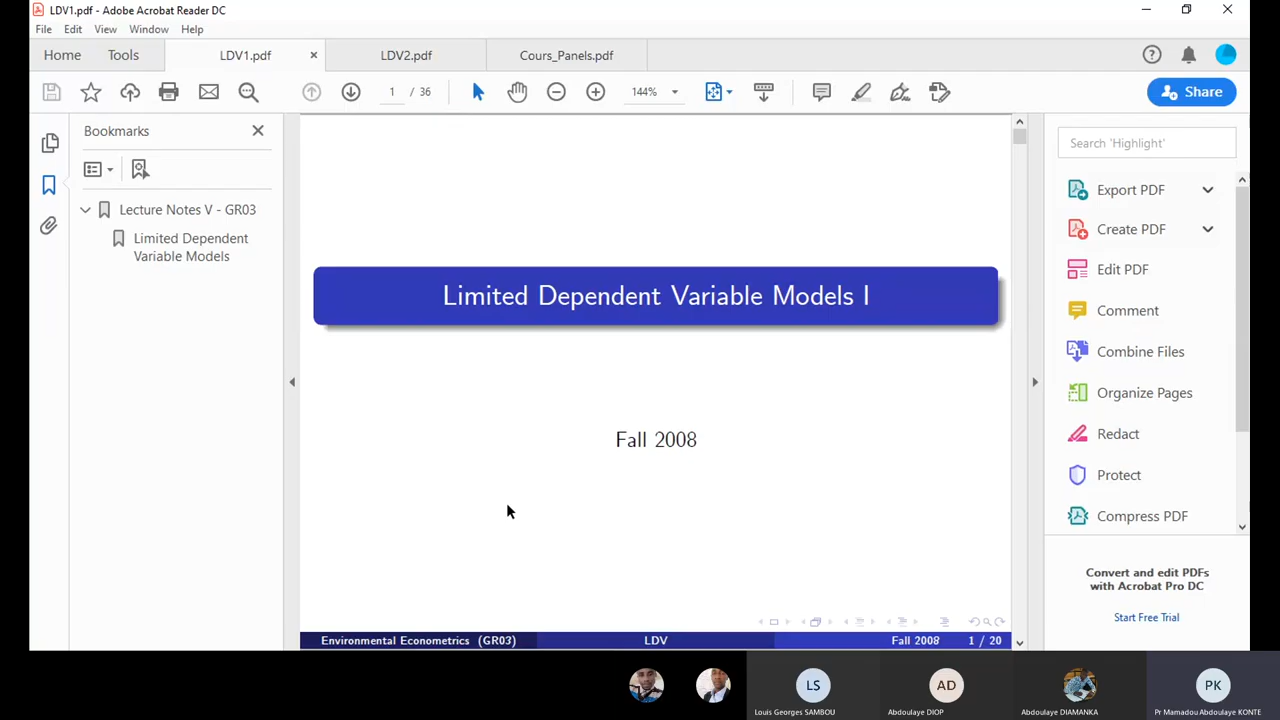 LDV1.pdf - Adobe Acrobat Reader DC
File Edit View Window Help
Home Tools LDV1.pdf LDV2.pdf Cours_Panels.pdf
1 / 36 144% Share
Bookmarks
Lecture Notes V - GR03
Limited Dependent
Variable Models
Limited Dependent Variable Models I
Fall 2008
Environmental Econometrics (GR03) LDV Fall 2008 1 / 20
Search 'Highlight'
Export PDF
Create PDF
Edit PDF
Comment
Combine Files
Organize Pages
Redact
Protect
Compress PDF
Convert and edit PDFs
with Acrobat Pro DC
Start Free Trial
LS AD PK
Louis Georges SAMBOU Abdoulaye DIOP Abdoulaye DIAMANKA Pr Mamadou Abdoulaye KONTE